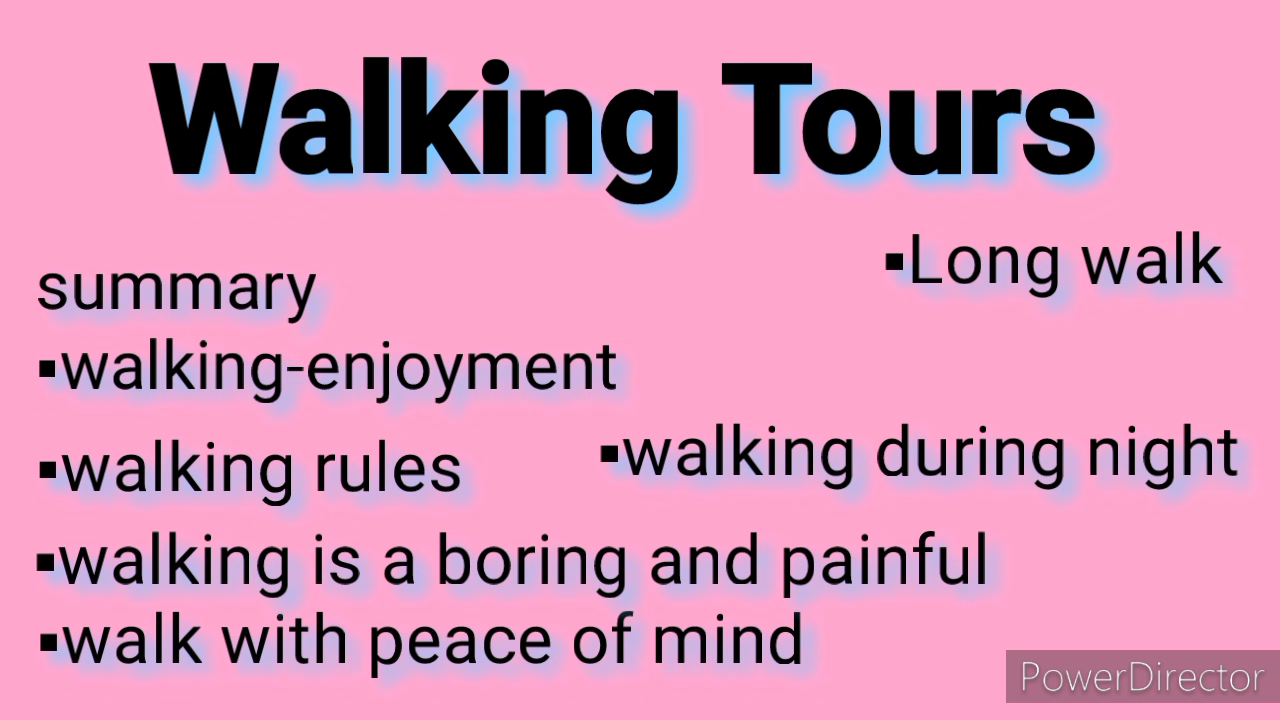 Walking Tours
▪Long walk
summary
▪walking-enjoyment
▪walking rules
▪walking during night
▪walking is a boring and painful
▪walk with peace of mind
PowerDirector